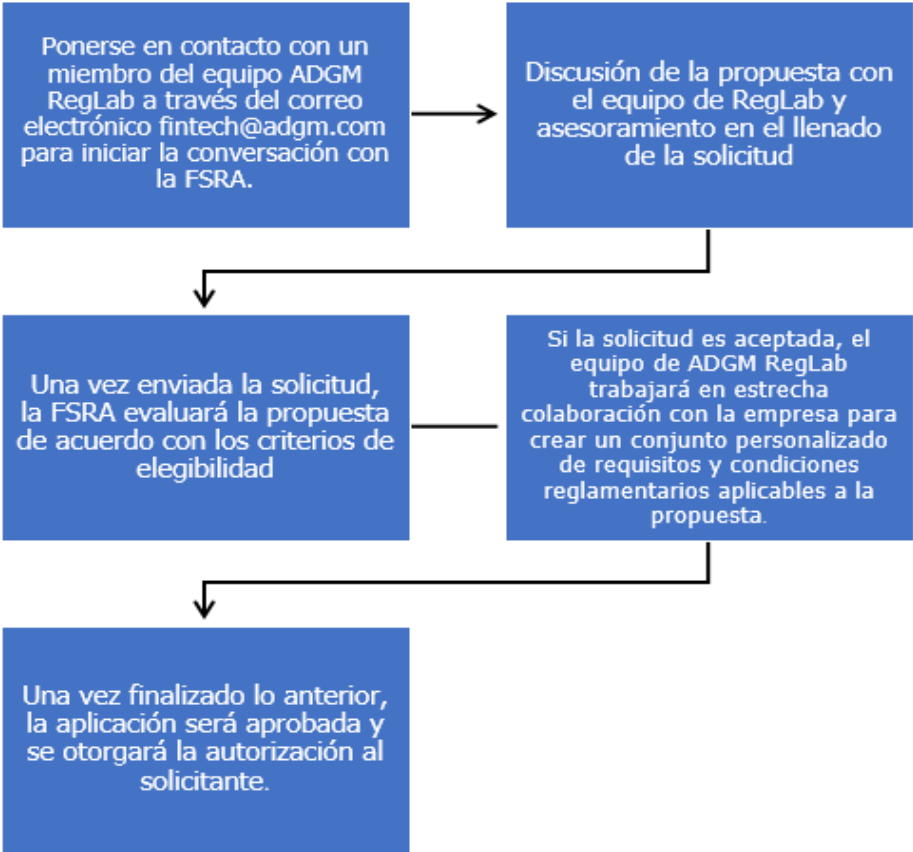 Ponerse en contacto con un
miembro del equipo ADGM
RegLab a través del correo
electrónico fintech@adgm.com
para iniciar la conversación con
la FSRA.
Discusión de la propuesta con
el equipo de RegLab y
asesoramiento en el llenado
de la solicitud
Una vez enviada la solicitud,
la FSRA evaluará la propuesta
de acuerdo con los criterios de
elegibilidad
Si la solicitud es aceptada, el
equipo de ADGM RegLab
trabajará en estrecha
colaboración con la empresa para
crear un conjunto personalizado
de requisitos y condiciones
reglamentarios aplicables a la
propuesta.
Una vez finalizado lo anterior,
la aplicación será aprobada y
se otorgará la autorización al
solicitante.